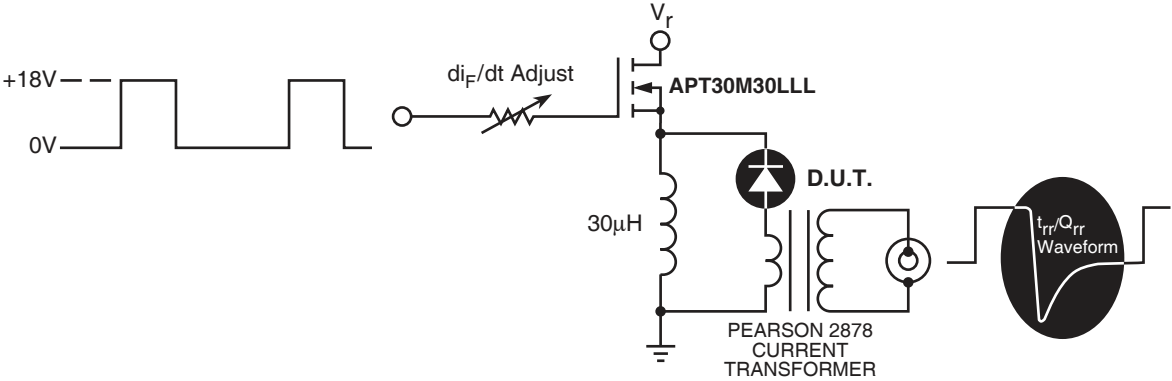 V_r
+18V
di_F/dt Adjust
APT30M30LLL
0V
D.U.T.
30µH
t_rr/Q_rr
Waveform
PEARSON 2878
CURRENT
TRANSFORMER